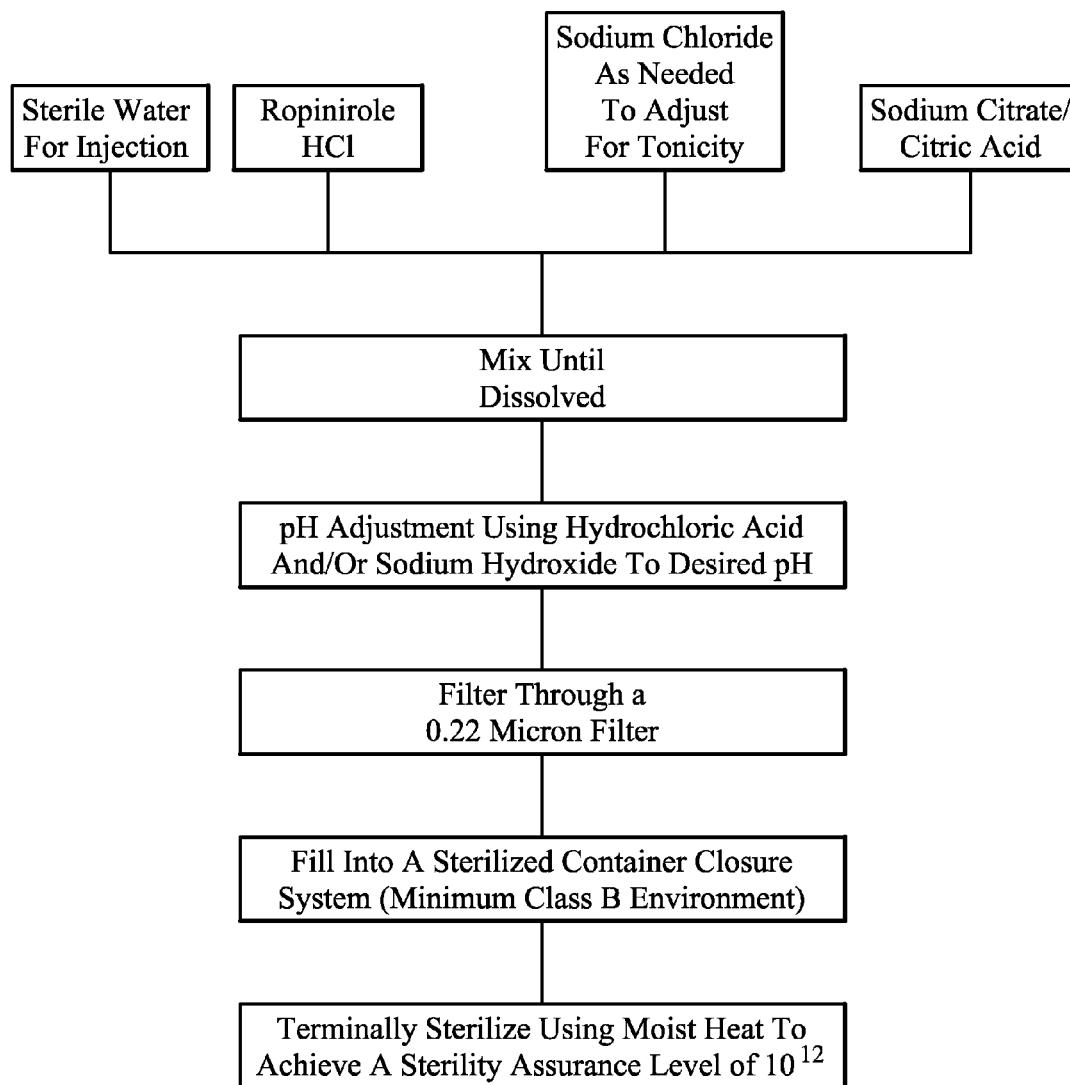 Sterile Water
For Injection
Ropinirole
HCl
Sodium Chloride
As Needed
To Adjust
For Tonicity
Sodium Citrate/
Citric Acid
Mix Until
Dissolved
pH Adjustment Using Hydrochloric Acid
And/Or Sodium Hydroxide To Desired pH
Filter Through a
0.22 Micron Filter
Fill Into A Sterilized Container Closure
System (Minimum Class B Environment)
Terminally Sterilize Using Moist Heat To
Achieve A Sterility Assurance Level of 10¹²